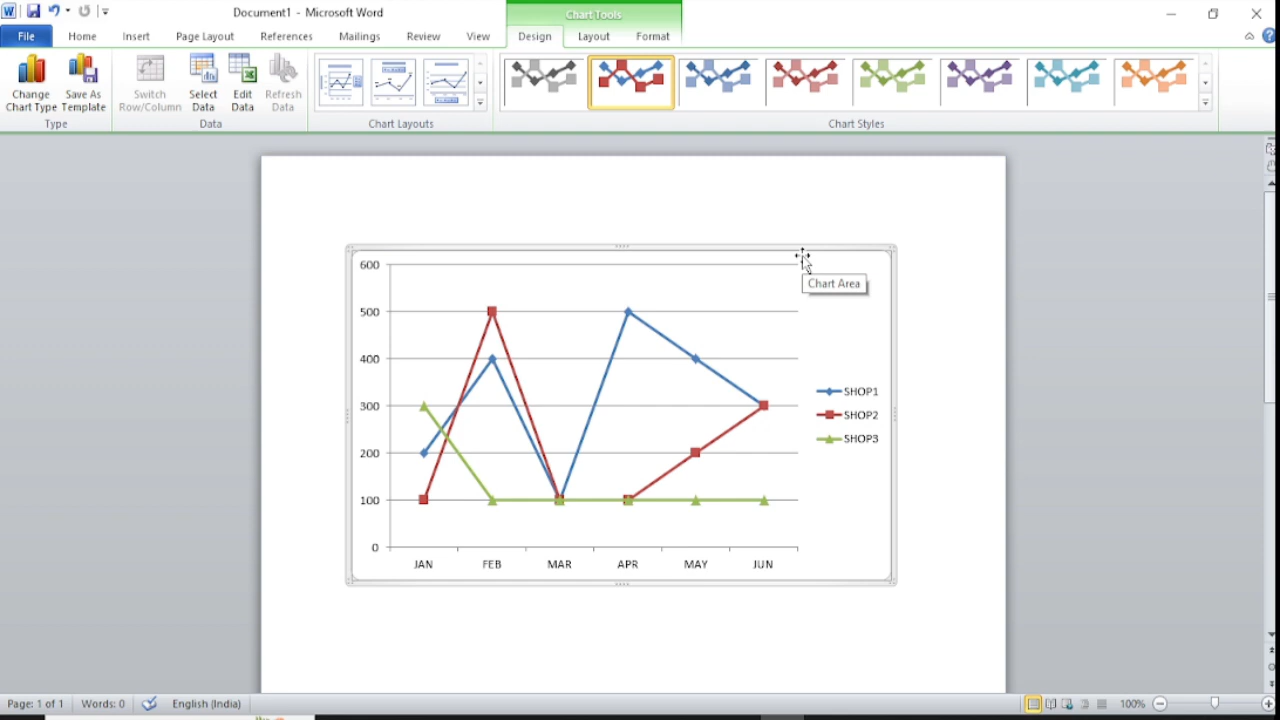 Document1 - Microsoft Word
Chart Tools
File Home Insert Page Layout References Mailings Review View Design Layout Format
Change Chart Type
Save As Template
Switch Row/Column
Select Data
Edit Data
Refresh Data
Type
Data
Chart Layouts
Chart Styles
600
Chart Area
500
400
300
200
100
0
SHOP1
SHOP2
SHOP3
JAN FEB MAR APR MAY JUN
Page: 1 of 1 Words: 0 English (India) 100%